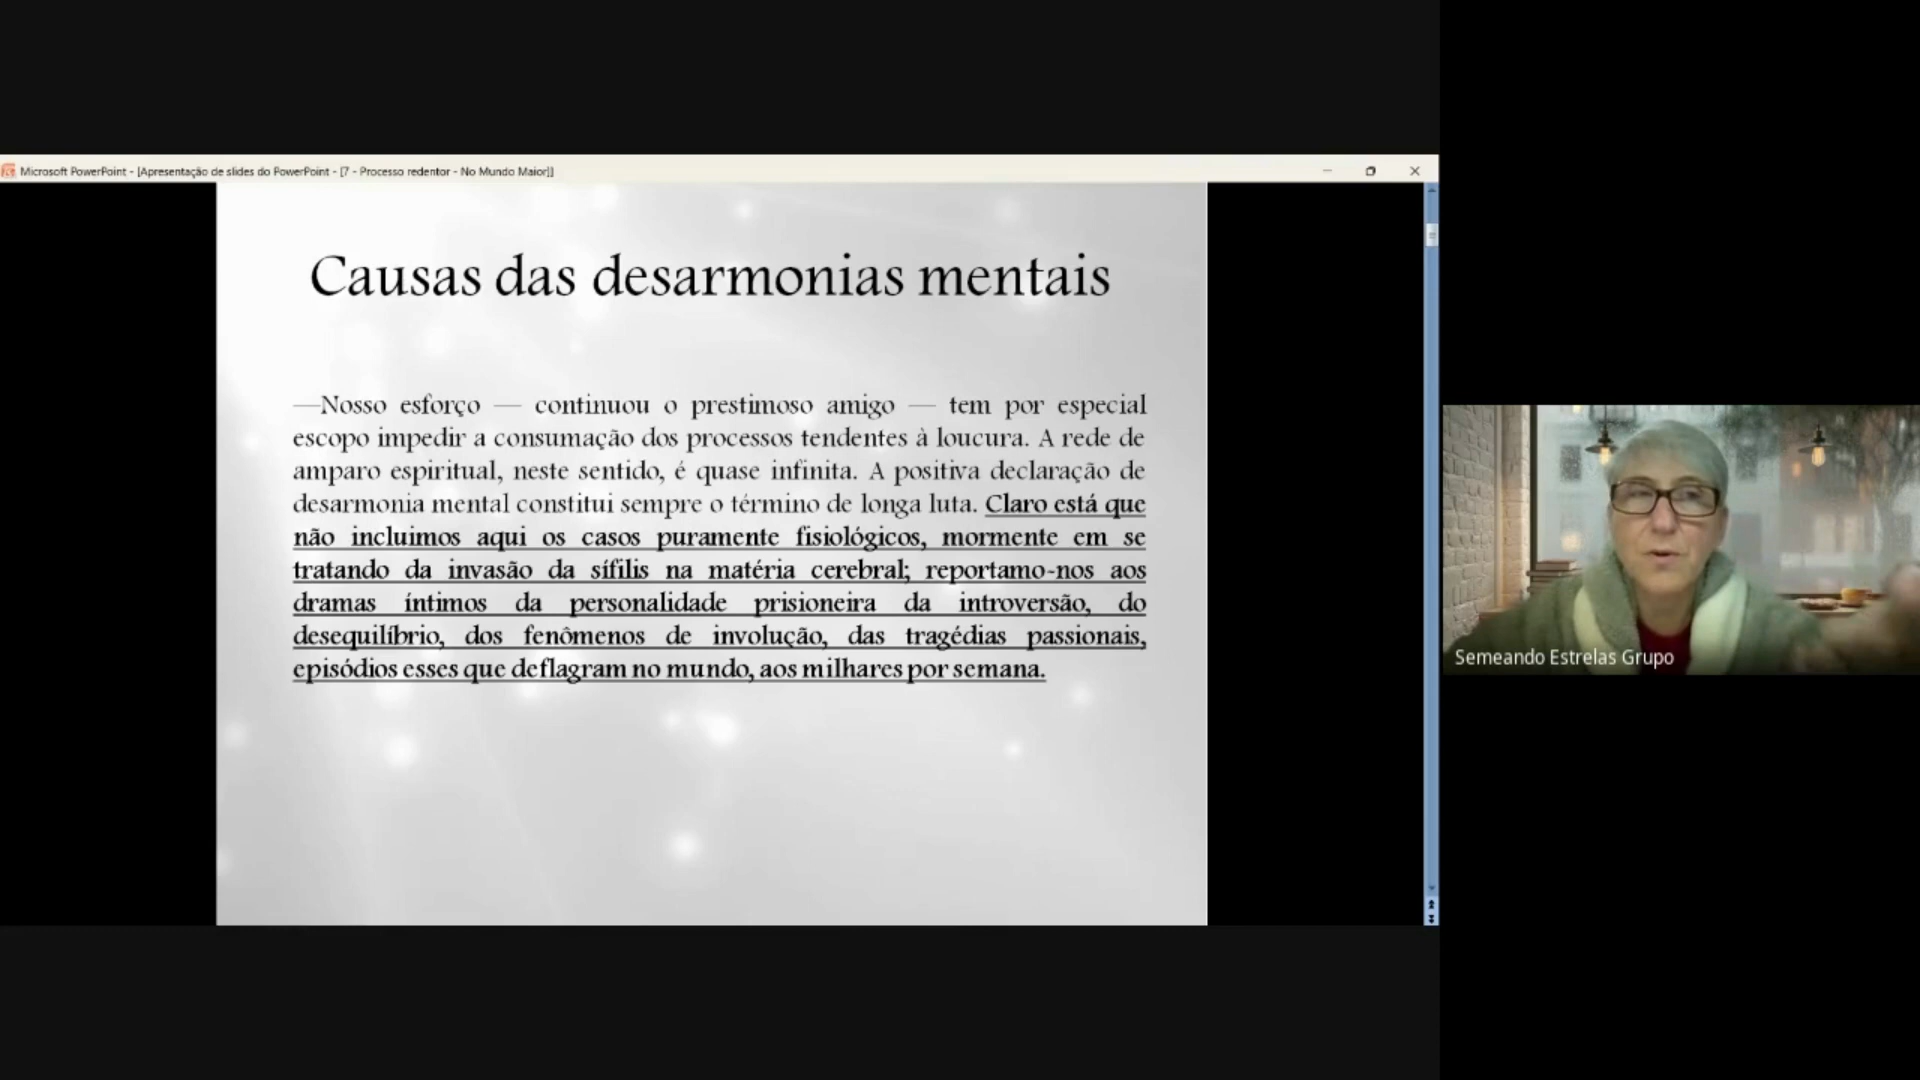 Microsoft PowerPoint - [Apresentação de slides do PowerPoint - [7 - Processo redentor - No Mundo Maior]]
Causas das desarmonias mentais
—Nosso esforço — continuou o prestimoso amigo — tem por especial
escopo impedir a consumação dos processos tendentes à loucura. A rede de
amparo espiritual, neste sentido, é quase infinita. A positiva declaração de
desarmonia mental constitui sempre o término de longa luta. Claro está que
não incluimos aqui os casos puramente fisiológicos, mormente em se
tratando da invasão da sífilis na matéria cerebral; reportamo-nos aos
dramas íntimos da personalidade prisioneira da introversão, do
desequilíbrio, dos fenômenos de involução, das tragédias passionais,
episódios esses que deflagram no mundo, aos milhares por semana.
Semeando Estrelas Grupo